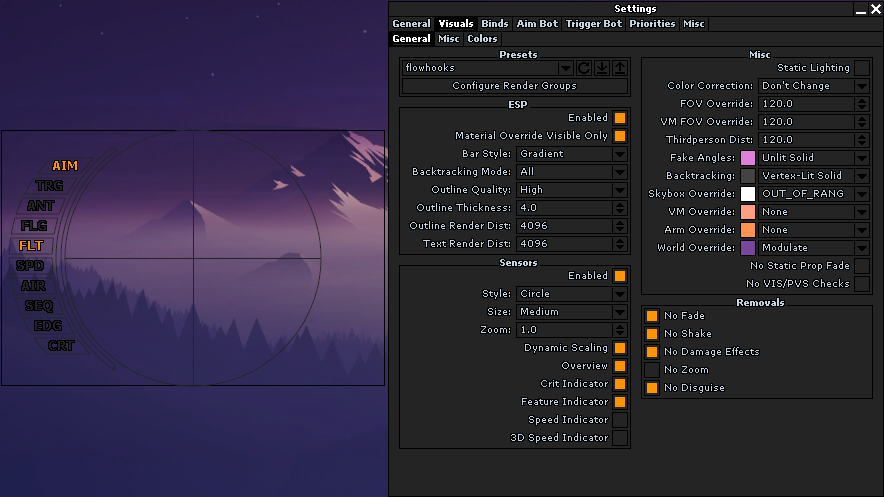 Settings
General Visuals Binds Aim Bot Trigger Bot Priorities Misc
General Misc Colors
Presets
flowhooks
Configure Render Groups
ESP
Enabled
Material Override Visible Only
Bar Style: Gradient
Backtracking Mode: All
Outline Quality: High
Outline Thickness: 4.0
Outline Render Dist: 4096
Text Render Dist: 4096
Sensors
Enabled
Style: Circle
Size: Medium
Zoom: 1.0
Dynamic Scaling
Overview
Crit Indicator
Feature Indicator
Speed Indicator
3D Speed Indicator
Misc
Static Lighting
Color Correction: Don't Change
FOV Override: 120.0
VM FOV Override: 120.0
Thirdperson Dist: 120.0
Fake Angles: Unlit Solid
Backtracking: Vertex-Lit Solid
Skybox Override: OUT_OF_RANG
VM Override: None
Arm Override: None
World Override: Modulate
No Static Prop Fade
No VIS/PVS Checks
Removals
No Fade
No Shake
No Damage Effects
No Zoom
No Disguise
AIM
TRG
ANT
FLG
FLT
SPD
AIR
SEQ
EDG
CRT